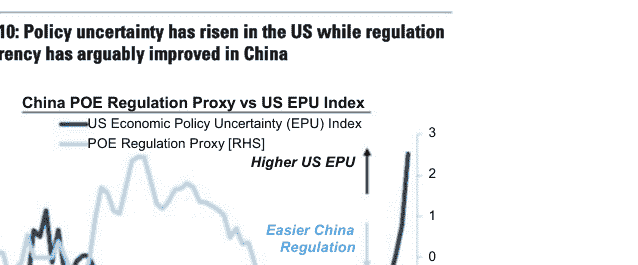 10: Policy uncertainty has risen in the US while regulation
rency has arguably improved in China
China POE Regulation Proxy vs US EPU Index
US Economic Policy Uncertainty (EPU) Index
POE Regulation Proxy [RHS]
Higher US EPU
Easier China
Regulation
3
2
1
0